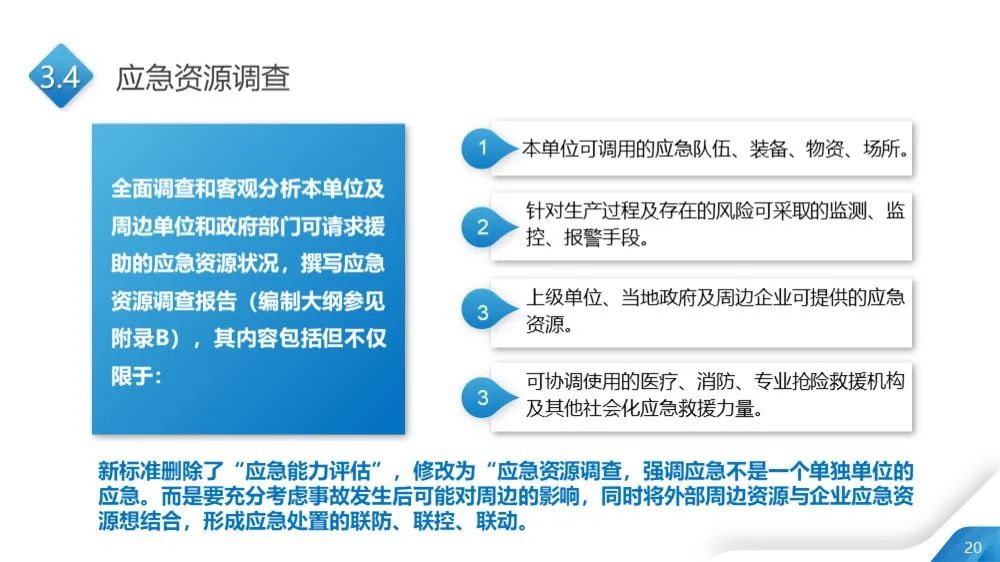 3.4
应急资源调查
全面调查和客观分析本单位及
周边单位和政府部门可请求援
助的应急资源状况，撰写应急
资源调查报告（编制大纲参见
附录B），其内容包括但不仅
限于：
1
本单位可调用的应急队伍、装备、物资、场所。
2
针对生产过程及存在的风险可采取的监测、监
控、报警手段。
3
上级单位、当地政府及周边企业可提供的应急
资源。
3
可协调使用的医疗、消防、专业抢险救援机构
及其他社会化应急救援力量。
新标准删除了“应急能力评估”，修改为“应急资源调查，强调应急不是一个单独单位的
应急。而是要充分考虑事故发生后可能对周边的影响，同时将外部周边资源与企业应急资
源想结合，形成应急处置的联防、联控、联动。
20